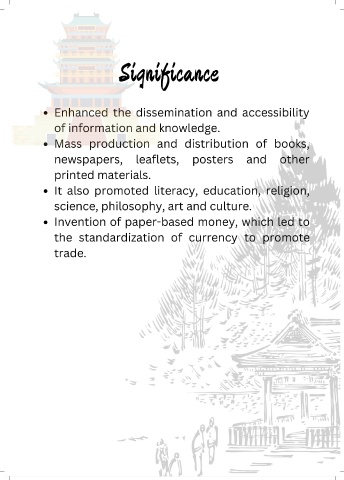 Significance
• Enhanced the dissemination and accessibility
of information and knowledge.
• Mass production and distribution of books,
newspapers, leaflets, posters and other
printed materials.
• It also promoted literacy, education, religion,
science, philosophy, art and culture.
• Invention of paper-based money, which led to
the standardization of currency to promote
trade.